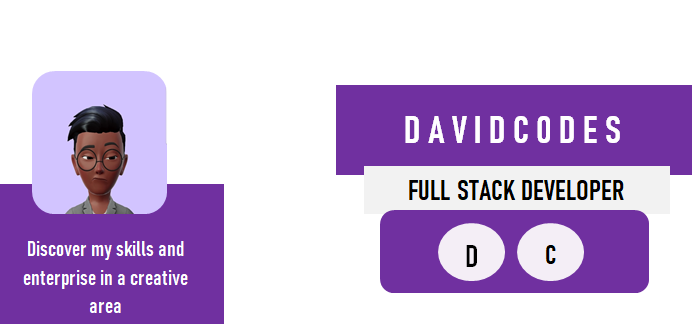 DAVIDCODES
FULL STACK DEVELOPER
D C
Discover my skills and
enterprise in a creative
area